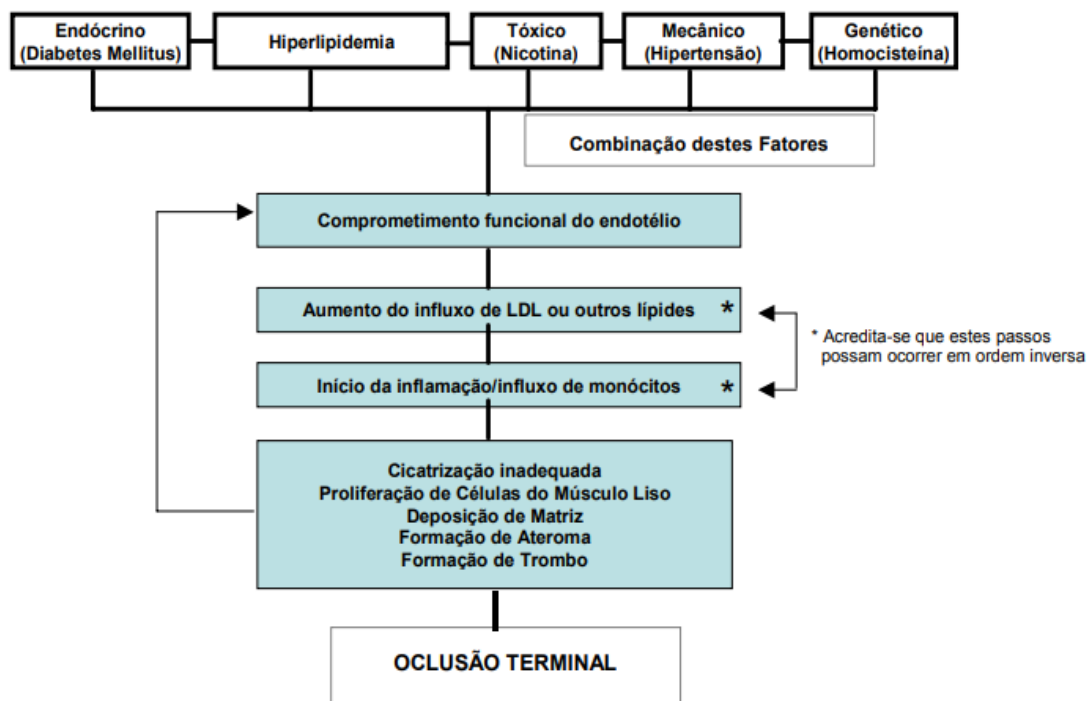 Endócrino
(Diabetes Mellitus)
Hiperlipidemia
Tóxico
(Nicotina)
Mecânico
(Hipertensão)
Genético
(Homocisteína)
Combinação destes Fatores
Comprometimento funcional do endotélio
Aumento do influxo de LDL ou outros lípides *
* Acredita-se que estes passos
possam ocorrer em ordem inversa
Início da inflamação/influxo de monócitos *
Cicatrização inadequada
Proliferação de Células do Músculo Liso
Deposição de Matriz
Formação de Ateroma
Formação de Trombo
OCLUSÃO TERMINAL